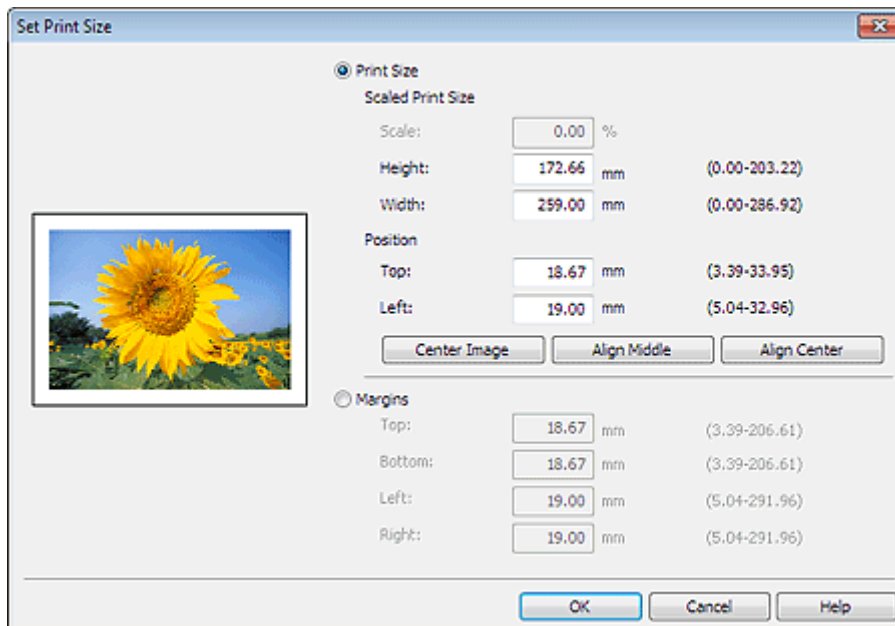 Set Print Size
Print Size
Scaled Print Size
Scale: 0.00 %
Height: 172.66 mm (0.00-203.22)
Width: 259.00 mm (0.00-286.92)
Position
Top: 18.67 mm (3.39-33.95)
Left: 19.00 mm (5.04-32.96)
Center Image Align Middle Align Center
Margins
Top: 18.67 mm (3.39-206.61)
Bottom: 18.67 mm (3.39-206.61)
Left: 19.00 mm (5.04-291.96)
Right: 19.00 mm (5.04-291.96)
OK Cancel Help